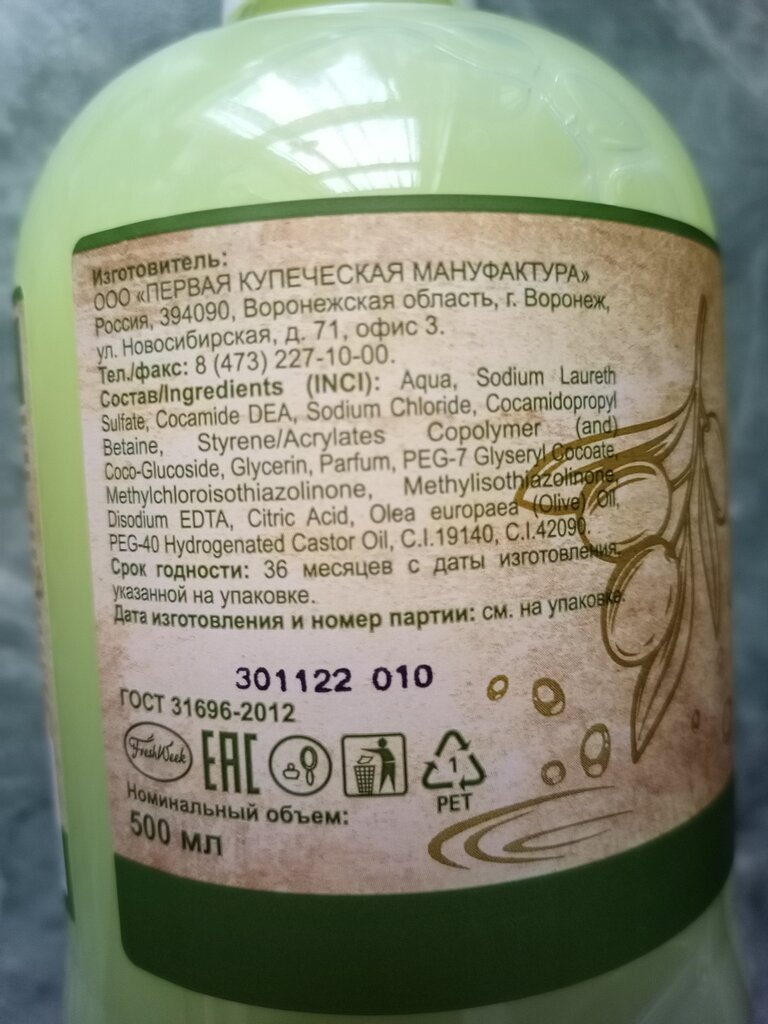 Изготовитель:
ООО «ПЕРВАЯ КУПЕЧЕСКАЯ МАНУФАКТУРА»
Россия, 394090, Воронежская область, г. Воронеж,
ул. Новосибирская, д. 71, офис 3.
Тел./факс: 8 (473) 227-10-00.
Состав/Ingredients (INCI): Aqua, Sodium Laureth
Sulfate, Cocamide DEA, Sodium Chloride, Cocamidopropyl
Betaine, Styrene/Acrylates Copolymer (and)
Coco-Glucoside, Glycerin, Parfum, PEG-7 Glyseryl Cocoate,
Methylchloroisothiazolinone, Methylisothiazolinone,
Disodium EDTA, Citric Acid, Olea europaea (Olive) Oil,
PEG-40 Hydrogenated Castor Oil, C.I.19140, C.I.42090.
Срок годности: 36 месяцев с даты изготовления,
указанной на упаковке.
Дата изготовления и номер партии: см. на упаковке.
301122 010
ГОСТ 31696-2012
FreshWeek EAC 1
PET
Номинальный объем:
500 мл